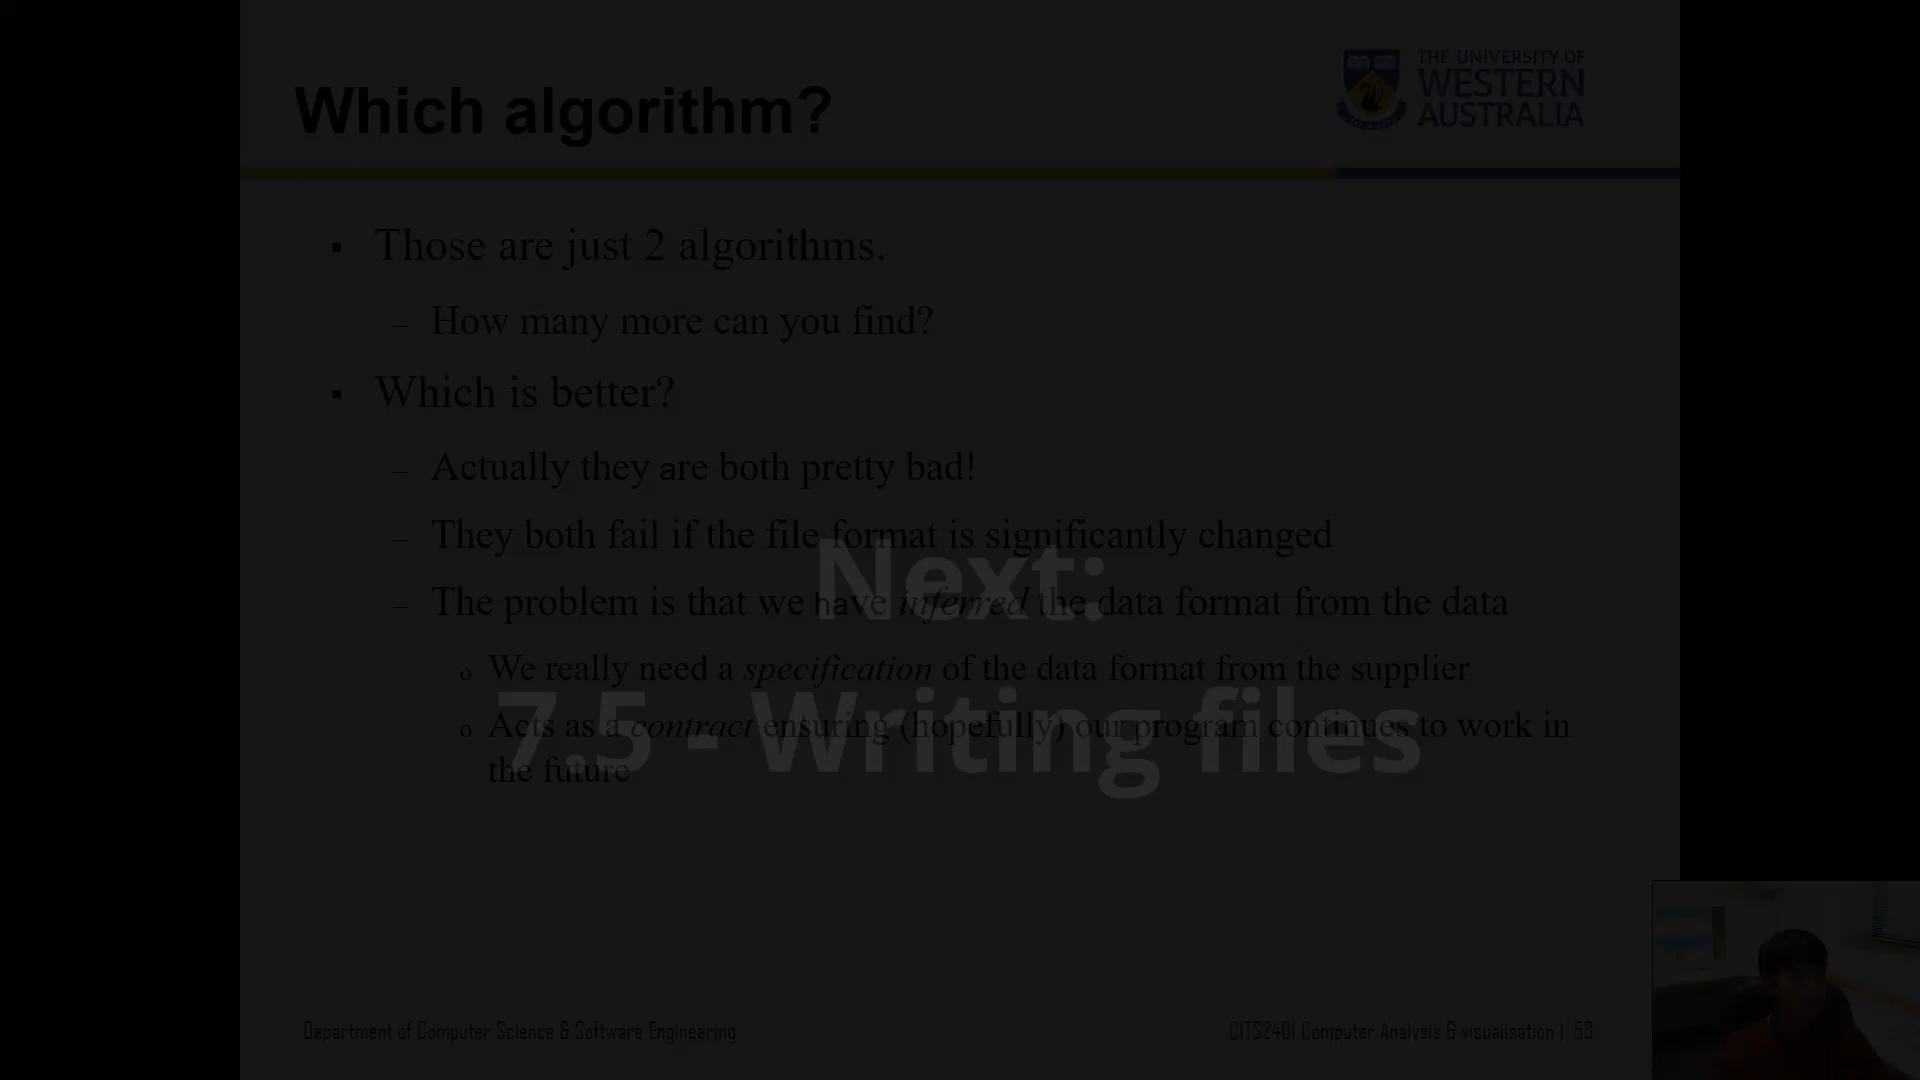 THE UNIVERSITY OF
WESTERN
AUSTRALIA
Which algorithm?
Those are just 2 algorithms.
– How many more can you find?
Which is better?
– Actually they are both pretty bad!
– They both fail if the file format is significantly changed
– The problem is that we have inferred the data format from the data
o We really need a specification of the data format from the supplier
o Acts as a contract ensuring (hopefully) our program continues to work in
the future
Next:
7.5 - Writing files
Department of Computer Science & Software Engineering
CITS2401 Computer Analysis & visualisation | 53